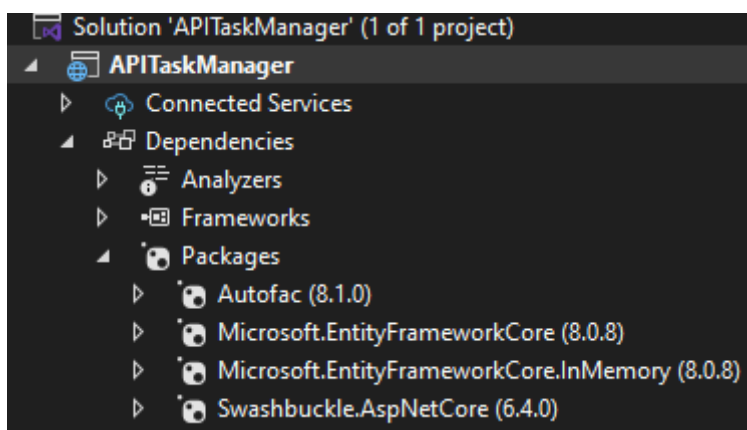 Solution 'APITaskManager' (1 of 1 project)
APITaskManager
Connected Services
Dependencies
Analyzers
Frameworks
Packages
Autofac (8.1.0)
Microsoft.EntityFrameworkCore (8.0.8)
Microsoft.EntityFrameworkCore.InMemory (8.0.8)
Swashbuckle.AspNetCore (6.4.0)